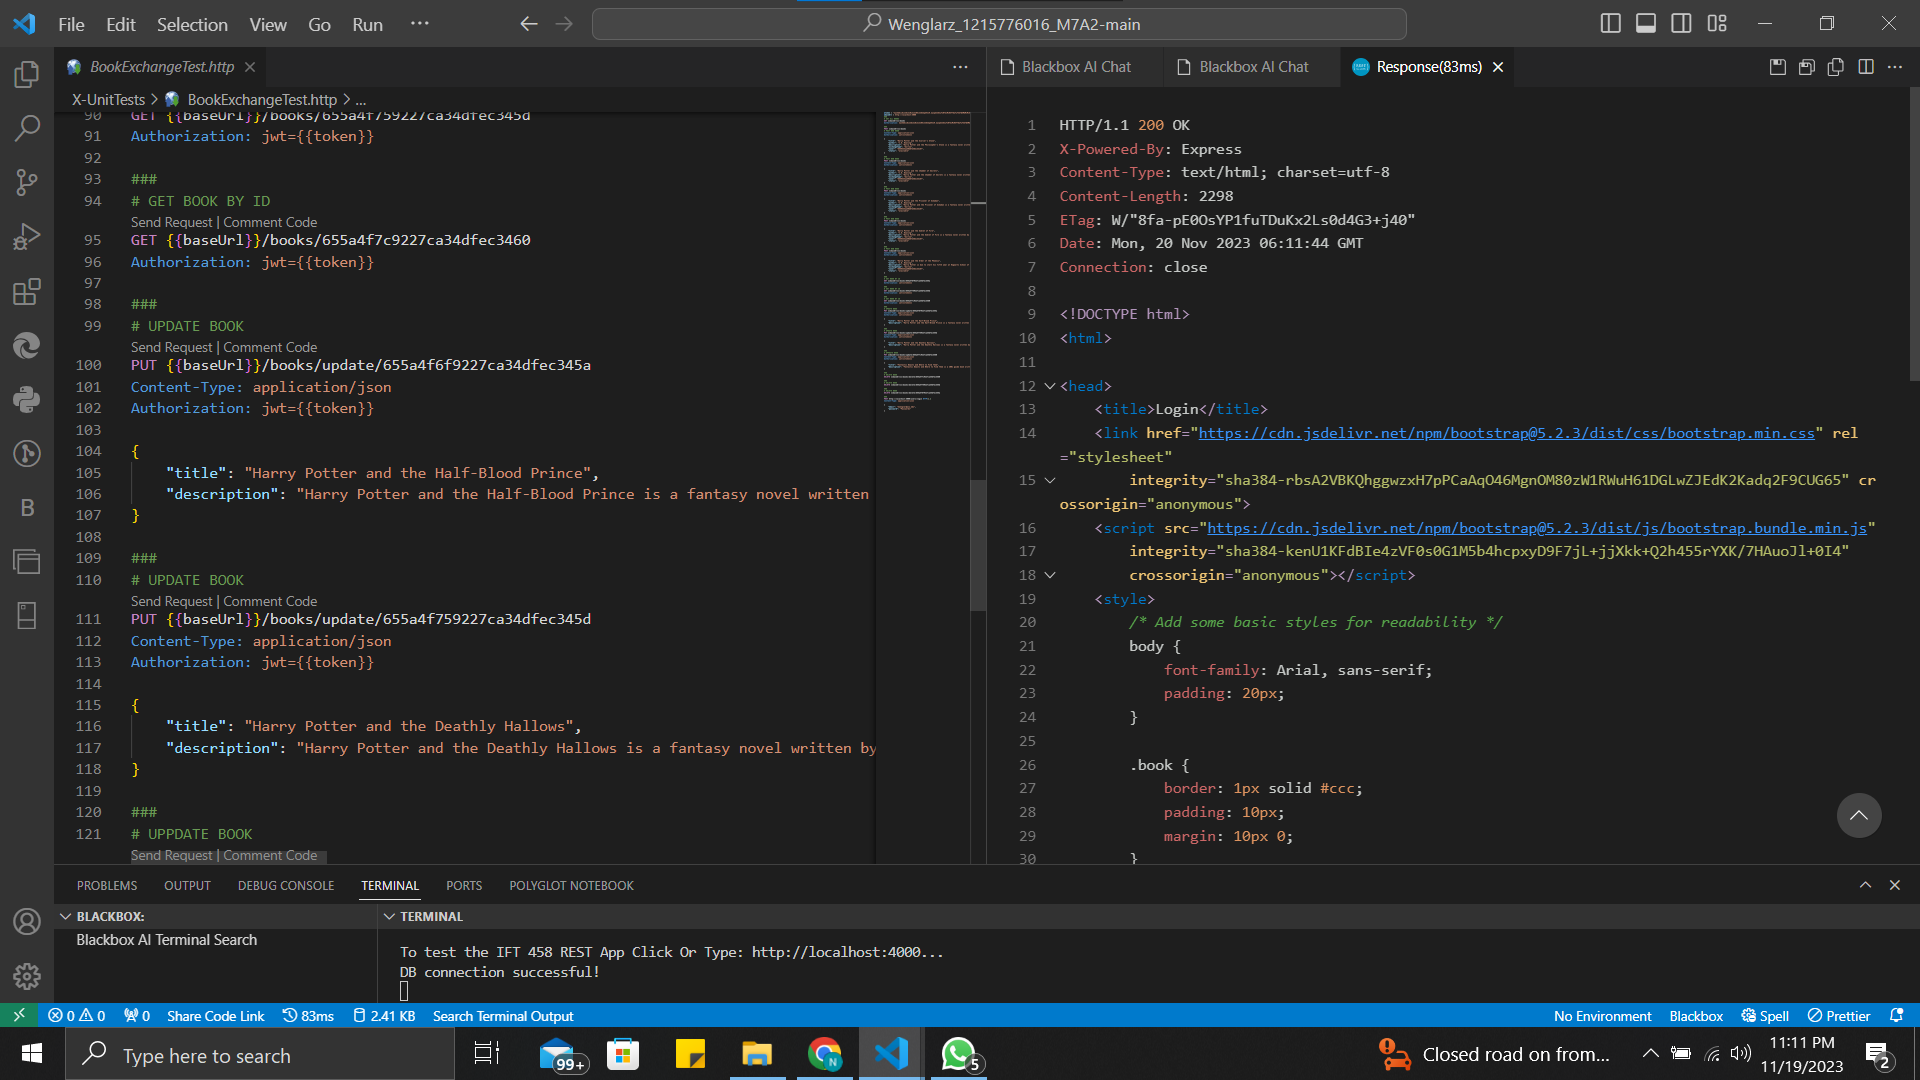 File Edit Selection View Go Run ...
Wenglarz_1215776016_M7A2-main
BookExchangeTest.http
X-UnitTests > BookExchangeTest.http > ...
90 GET {{baseUrl}}/books/655a4f759227ca34dfec345d
91 Authorization: jwt={{token}}
92
93 ###
94 # GET BOOK BY ID
Send Request | Comment Code
95 GET {{baseUrl}}/books/655a4f7c9227ca34dfec3460
96 Authorization: jwt={{token}}
97
98 ###
99 # UPDATE BOOK
Send Request | Comment Code
100 PUT {{baseUrl}}/books/update/655a4f6f9227ca34dfec345a
101 Content-Type: application/json
102 Authorization: jwt={{token}}
103
104 {
105 "title": "Harry Potter and the Half-Blood Prince",
106 "description": "Harry Potter and the Half-Blood Prince is a fantasy novel written
107 }
108
109 ###
110 # UPDATE BOOK
Send Request | Comment Code
111 PUT {{baseUrl}}/books/update/655a4f759227ca34dfec345d
112 Content-Type: application/json
113 Authorization: jwt={{token}}
114
115 {
116 "title": "Harry Potter and the Deathly Hallows",
117 "description": "Harry Potter and the Deathly Hallows is a fantasy novel written by
118 }
119
120 ###
121 # UPPDATE BOOK
Send Request | Comment Code
Blackbox AI Chat
Blackbox AI Chat
Response(83ms)
1 HTTP/1.1 200 OK
2 X-Powered-By: Express
3 Content-Type: text/html; charset=utf-8
4 Content-Length: 2298
5 ETag: W/"8fa-pE0OsYP1fuTDuKx2Ls0d4G3+j40"
6 Date: Mon, 20 Nov 2023 06:11:44 GMT
7 Connection: close
8
9 <!DOCTYPE html>
10 <html>
11
12 <head>
13 <title>Login</title>
14 <link href="https://cdn.jsdelivr.net/npm/bootstrap@5.2.3/dist/css/bootstrap.min.css" rel
="stylesheet"
15 integrity="sha384-rbsA2VBKQhggwzxH7pPCaAqO46MgnOM80zW1RWuH61DGLwZJEdK2Kadq2F9CUG65" cr
ossorigin="anonymous">
16 <script src="https://cdn.jsdelivr.net/npm/bootstrap@5.2.3/dist/js/bootstrap.bundle.min.js"
17 integrity="sha384-kenU1KFdBIe4zVF0s0G1M5b4hcpxyD9F7jL+jjXkk+Q2h455rYXK/7HAuoJl+0I4"
18 crossorigin="anonymous"></script>
19 <style>
20 /* Add some basic styles for readability */
21 body {
22 font-family: Arial, sans-serif;
23 padding: 20px;
24 }
25
26 .book {
27 border: 1px solid #ccc;
28 padding: 10px;
29 margin: 10px 0;
30 }
PROBLEMS OUTPUT DEBUG CONSOLE TERMINAL PORTS POLYGLOT NOTEBOOK
BLACKBOX:
Blackbox AI Terminal Search
TERMINAL
To test the IFT 458 REST App Click Or Type: http://localhost:4000...
DB connection successful!
0 0 0 Share Code Link 83ms 2.41 KB Search Terminal Output
No Environment Blackbox Spell Prettier
Type here to search
99+
5
Closed road on from...
11:11 PM
11/19/2023
2